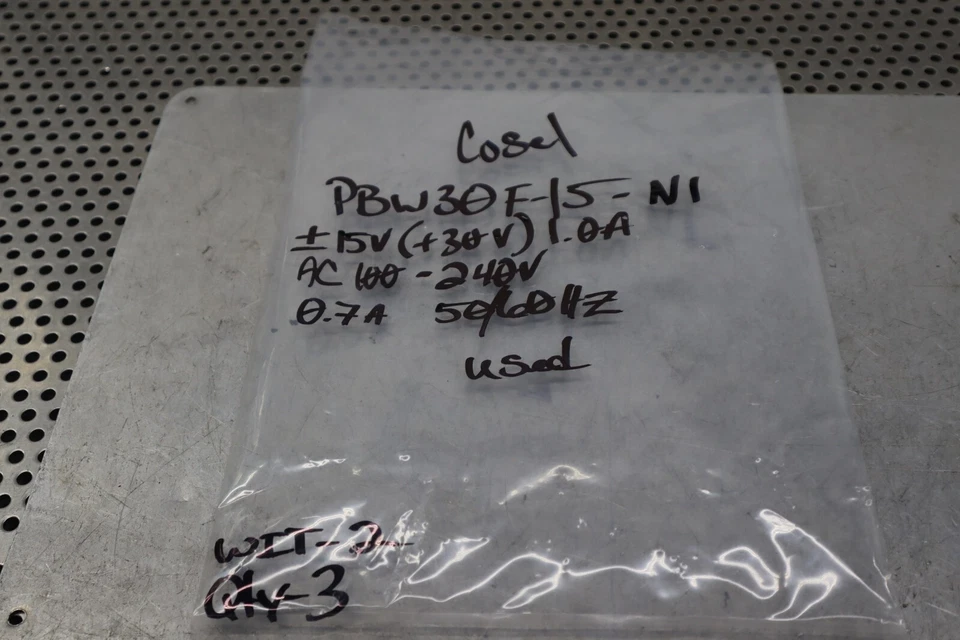 Cosel
PBW30F-15-N1
±15V (+30V) 1.0A
AC 100-240V
0.7A 50/60HZ
used
WIT-2
Qty-3